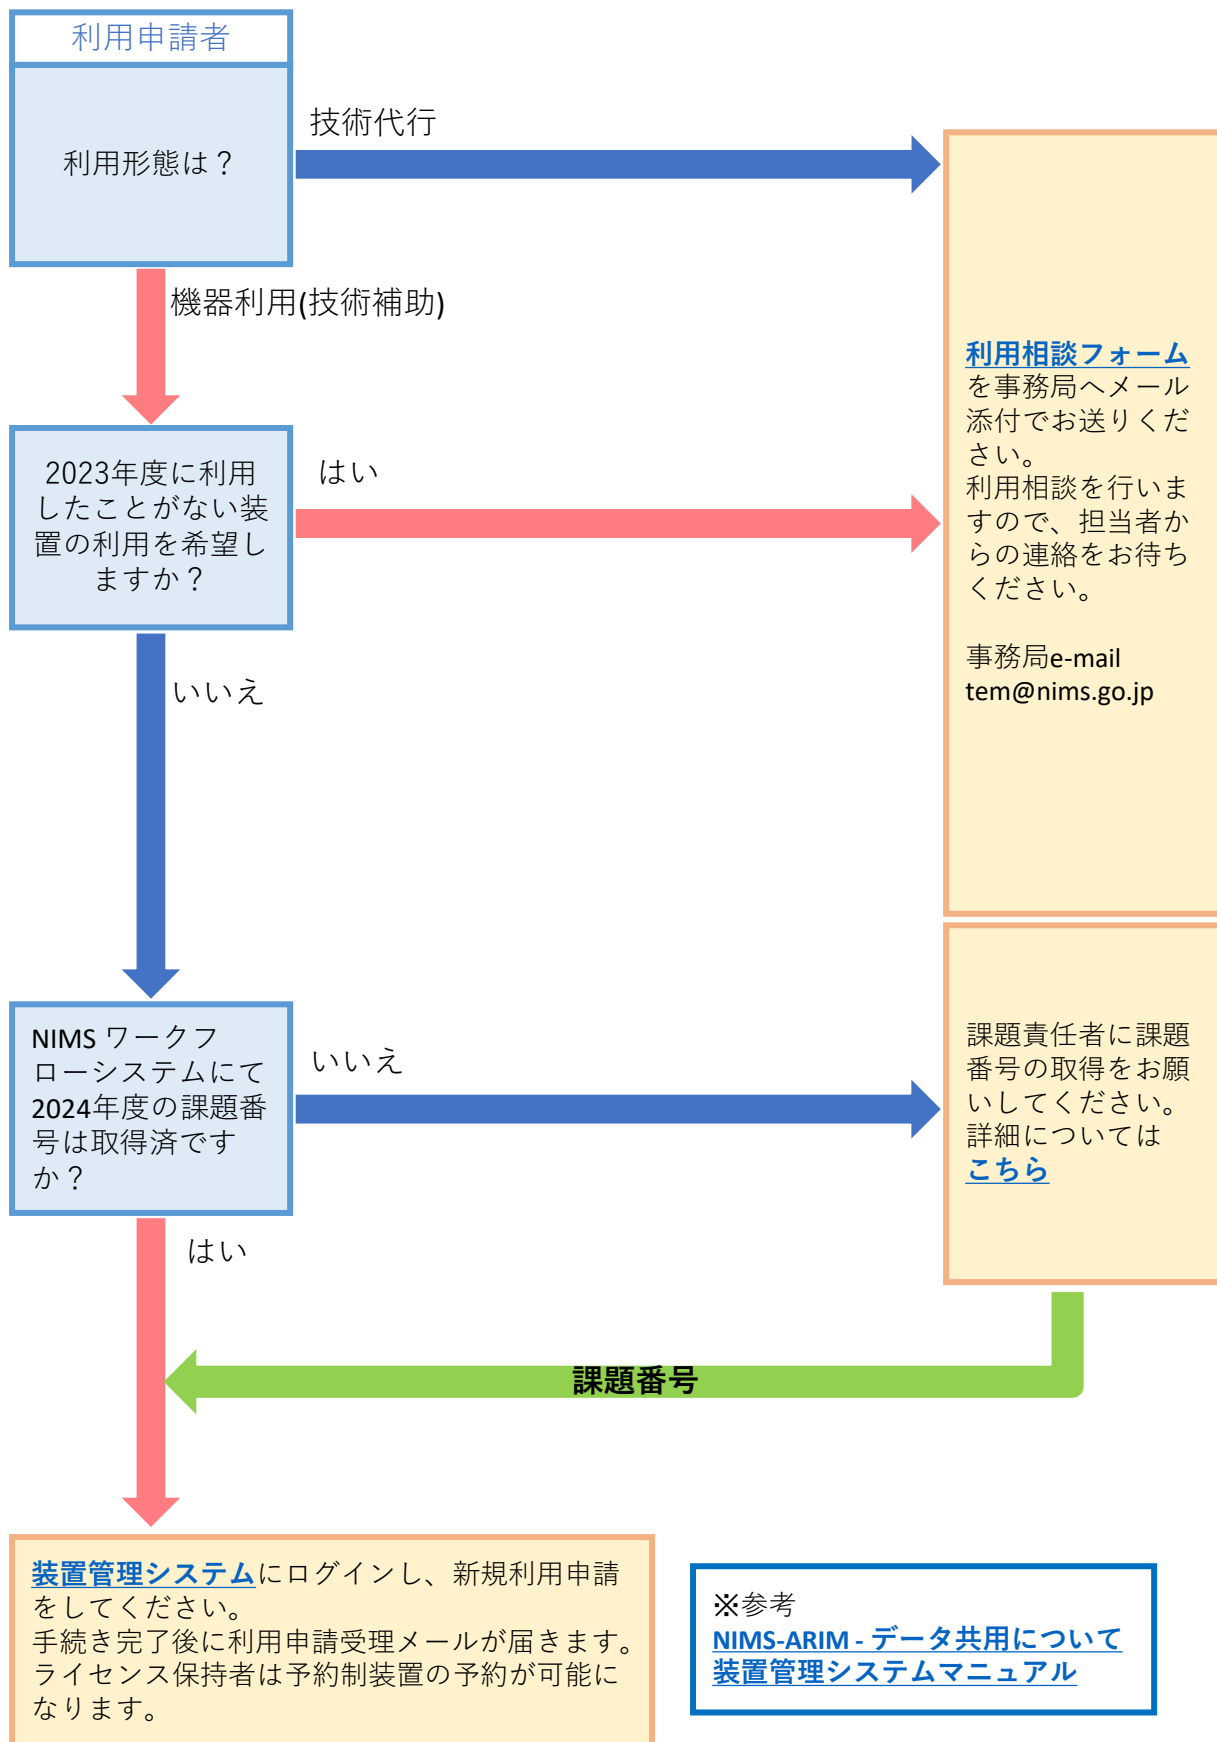 利用申請者
利用形態は？
技術代行
機器利用(技術補助)
利用相談フォーム
を事務局へメール
添付でお送りくだ
さい。
利用相談を行いま
すので、担当者か
らの連絡をお待ち
ください。
事務局e-mail
tem@nims.go.jp
2023年度に利用
したことがない装
置の利用を希望し
ますか？
はい
いいえ
NIMS ワークフ
ローシステムにて
2024年度の課題番
号は取得済です
か？
いいえ
課題責任者に課題
番号の取得をお願
いしてください。
詳細については
こちら
はい
課題番号
装置管理システムにログインし、新規利用申請
をしてください。
手続き完了後に利用申請受理メールが届きます。
ライセンス保持者は予約制装置の予約が可能に
なります。
※参考
NIMS-ARIM - データ共用について
装置管理システムマニュアル